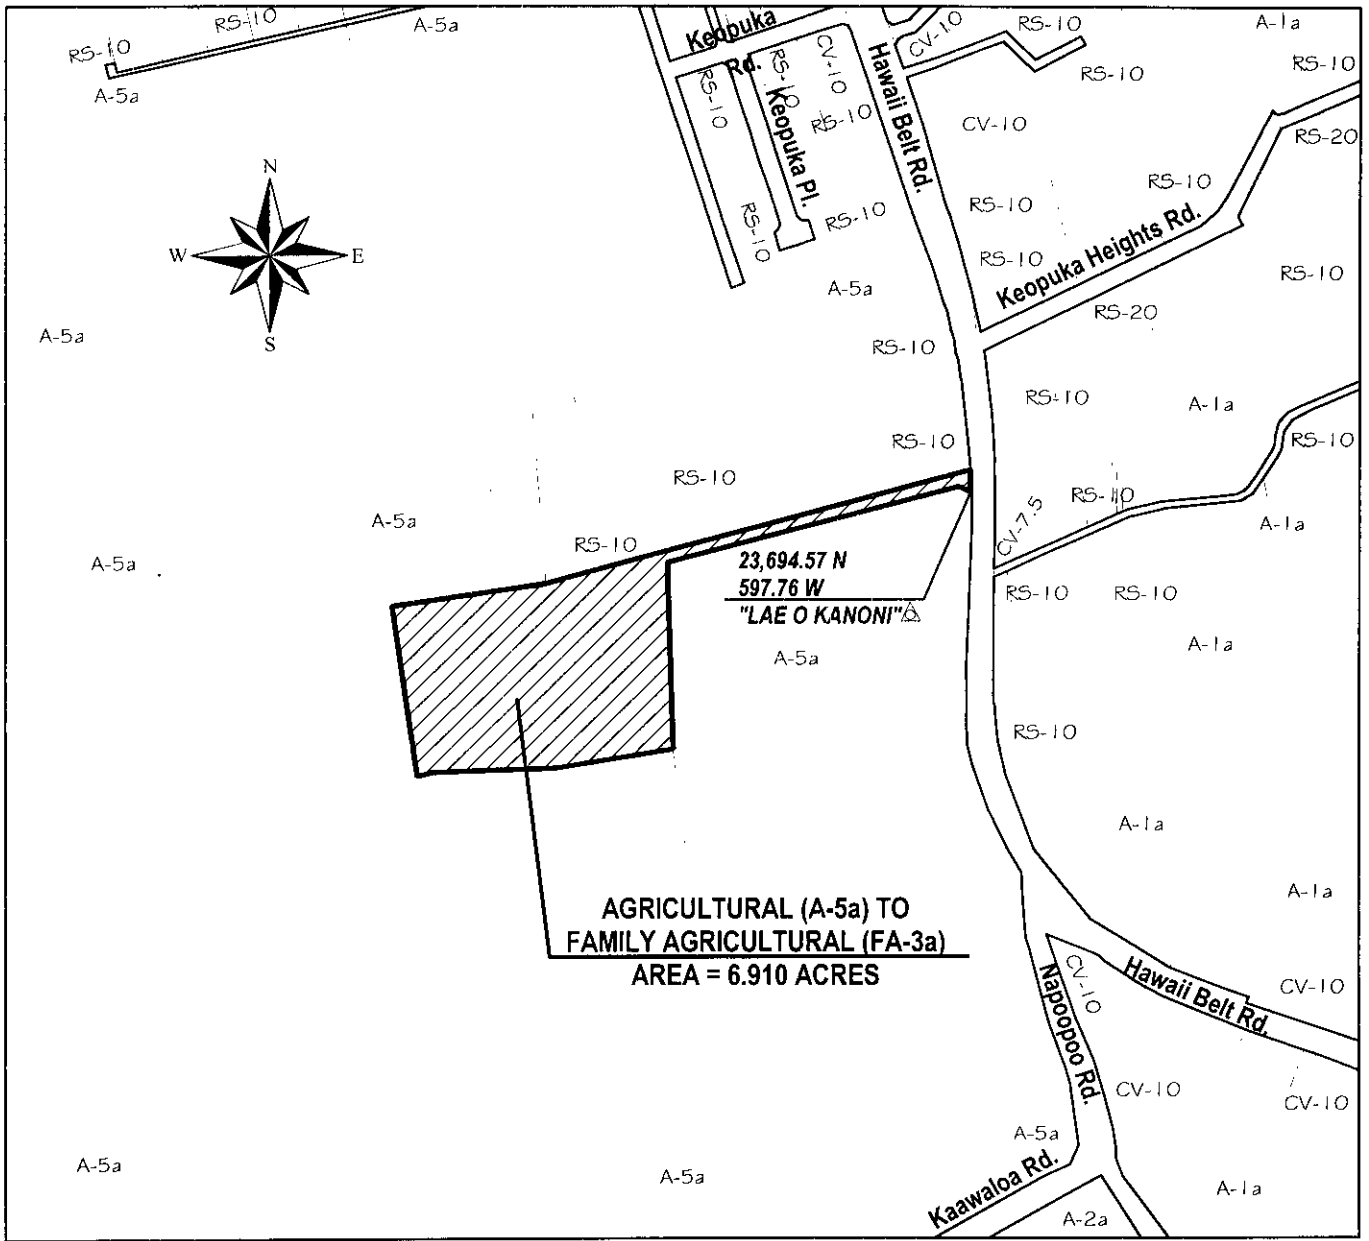 RS-10
RS-10
A-5a
Keopuka
Rd.
CV-10
Hawaii Belt Rd.
CV-10
RS-10
A-1a
RS-10
A-5a
RS-10
RS-10
Keopuka Pl.
RS-10
CV-10
RS-10
RS-10
RS-20
RS-10
RS-10
RS-10
RS-10
RS-10
Keopuka Heights Rd.
RS-10
N
W
E
S
A-5a
A-5a
RS-20
RS-10
RS-10
A-1a
RS-10
RS-10
RS-10
RS-10
A-5a
CV-7.5
A-1a
RS-10
A-5a
23,694.57 N
597.76 W
"LAE O KANONI"
RS-10
RS-10
A-5a
A-1a
RS-10
A-1a
A-1a
AGRICULTURAL (A-5a) TO
FAMILY AGRICULTURAL (FA-3a)
AREA = 6.910 ACRES
CV-10
Napoopoo Rd.
Hawaii Belt Rd.
CV-10
CV-10
CV-10
A-5a
A-5a
A-5a
Kaawaloa Rd.
A-1a
A-2a